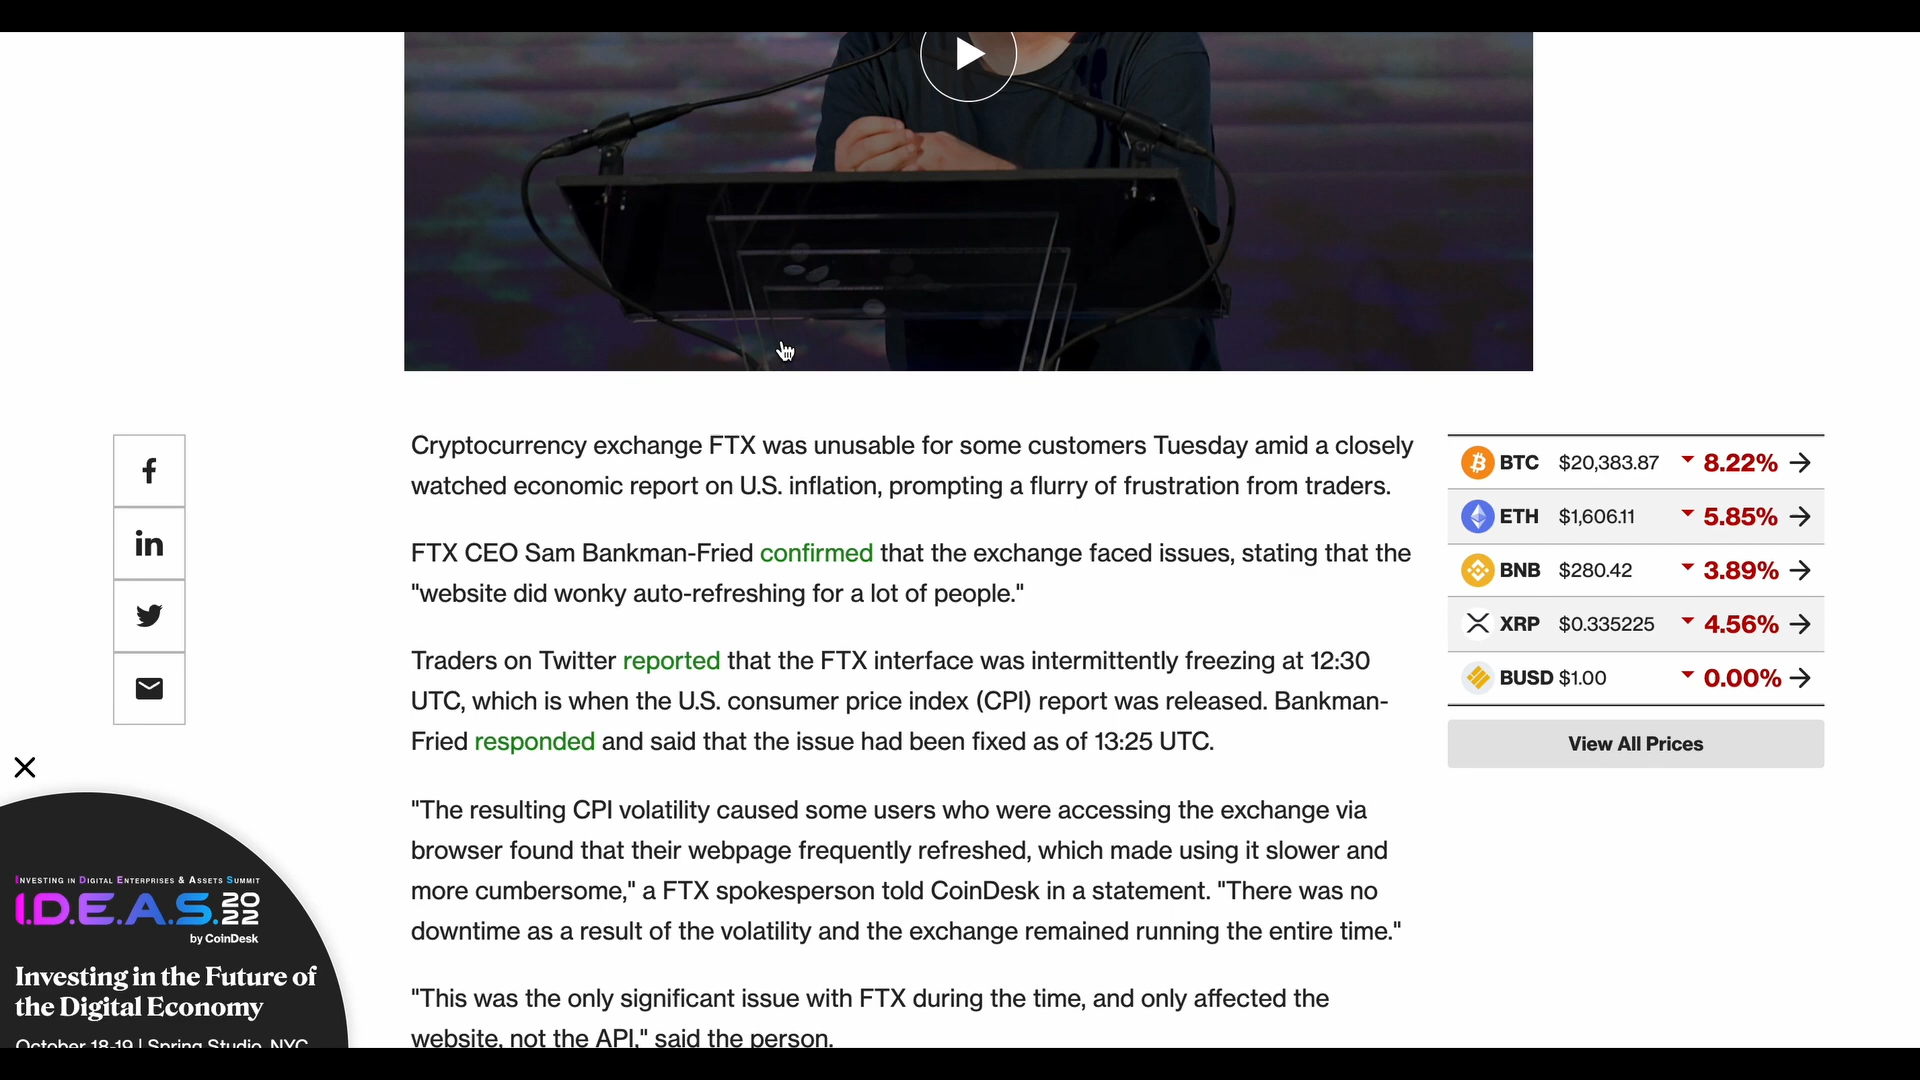 Cryptocurrency exchange FTX was unusable for some customers Tuesday amid a closely
watched economic report on U.S. inflation, prompting a flurry of frustration from traders.
FTX CEO Sam Bankman-Fried confirmed that the exchange faced issues, stating that the
"website did wonky auto-refreshing for a lot of people."
Traders on Twitter reported that the FTX interface was intermittently freezing at 12:30
UTC, which is when the U.S. consumer price index (CPI) report was released. Bankman-
Fried responded and said that the issue had been fixed as of 13:25 UTC.
"The resulting CPI volatility caused some users who were accessing the exchange via
browser found that their webpage frequently refreshed, which made using it slower and
more cumbersome," a FTX spokesperson told CoinDesk in a statement. "There was no
downtime as a result of the volatility and the exchange remained running the entire time."
"This was the only significant issue with FTX during the time, and only affected the
website, not the API," said the person.
BTC $20,383.87 8.22%
ETH $1,606.11 5.85%
BNB $280.42 3.89%
XRP $0.335225 4.56%
BUSD $1.00 0.00%
View All Prices
INVESTING IN DIGITAL ENTERPRISES & ASSETS SUMMIT
I.D.E.A.S. 2022
by CoinDesk
Investing in the Future of
the Digital Economy
October 18-19 | Spring Studio, NYC